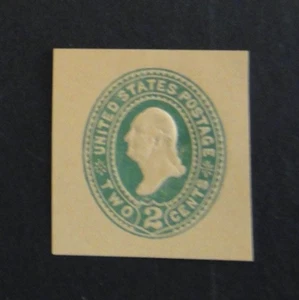 UNITED STATES POSTAGE
TWO 2 CENTS